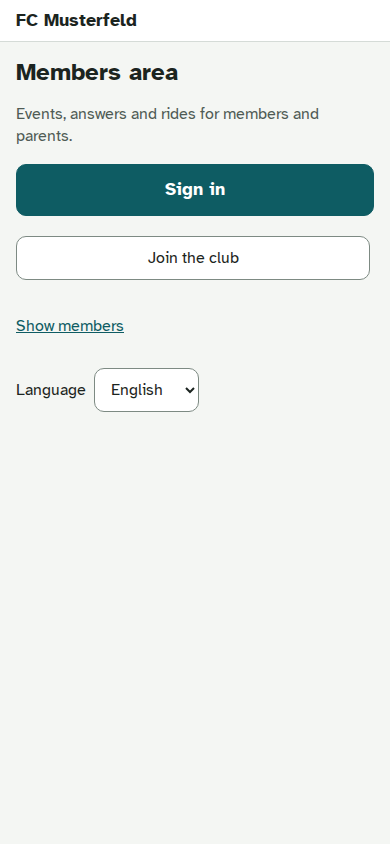 FC Musterfeld
Members area
Events, answers and rides for members and
parents.
Sign in
Join the club
Show members
Language English